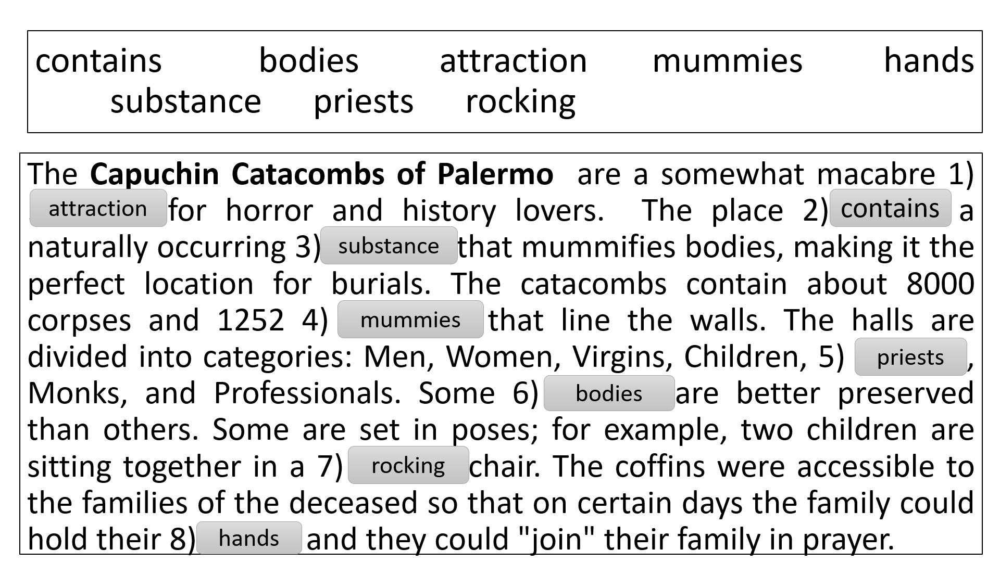 contains bodies attraction mummies hands
substance priests rocking
The Capuchin Catacombs of Palermo are a somewhat macabre 1)
attraction for horror and history lovers. The place 2) contains a
naturally occurring 3) substance that mummifies bodies, making it the
perfect location for burials. The catacombs contain about 8000
corpses and 1252 4) mummies that line the walls. The halls are
divided into categories: Men, Women, Virgins, Children, 5) priests,
Monks, and Professionals. Some 6) bodies are better preserved
than others. Some are set in poses; for example, two children are
sitting together in a 7) rocking chair. The coffins were accessible to
the families of the deceased so that on certain days the family could
hold their 8) hands and they could "join" their family in prayer.